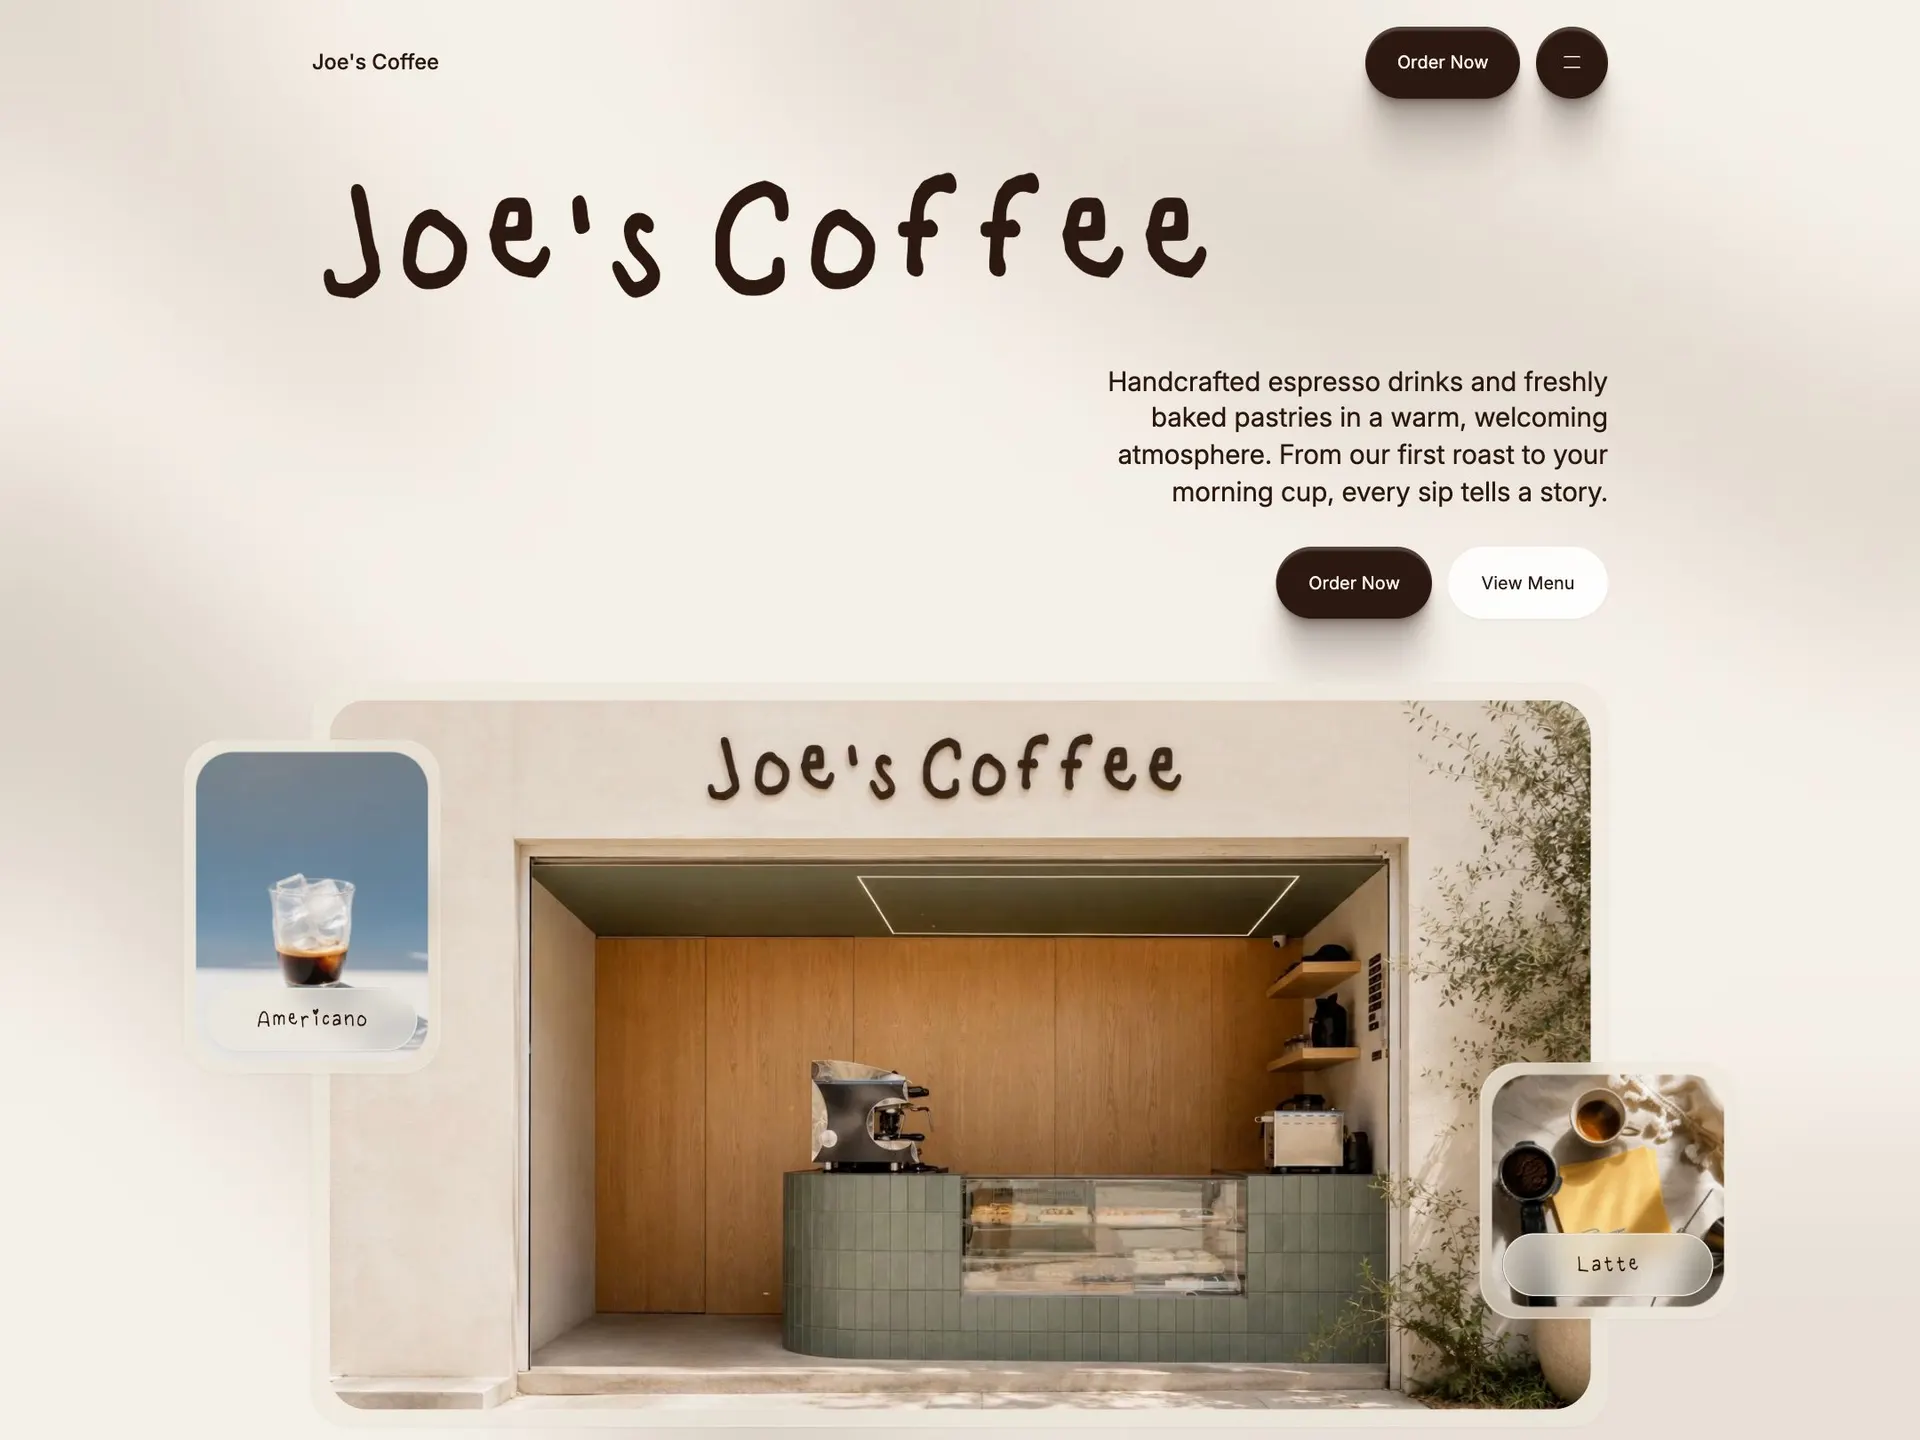 Joe's Coffee
Order Now
Joe's Coffee
Handcrafted espresso drinks and freshly
baked pastries in a warm, welcoming
atmosphere. From our first roast to your
morning cup, every sip tells a story.
Order Now
View Menu
Joe's Coffee
Americano
Latte